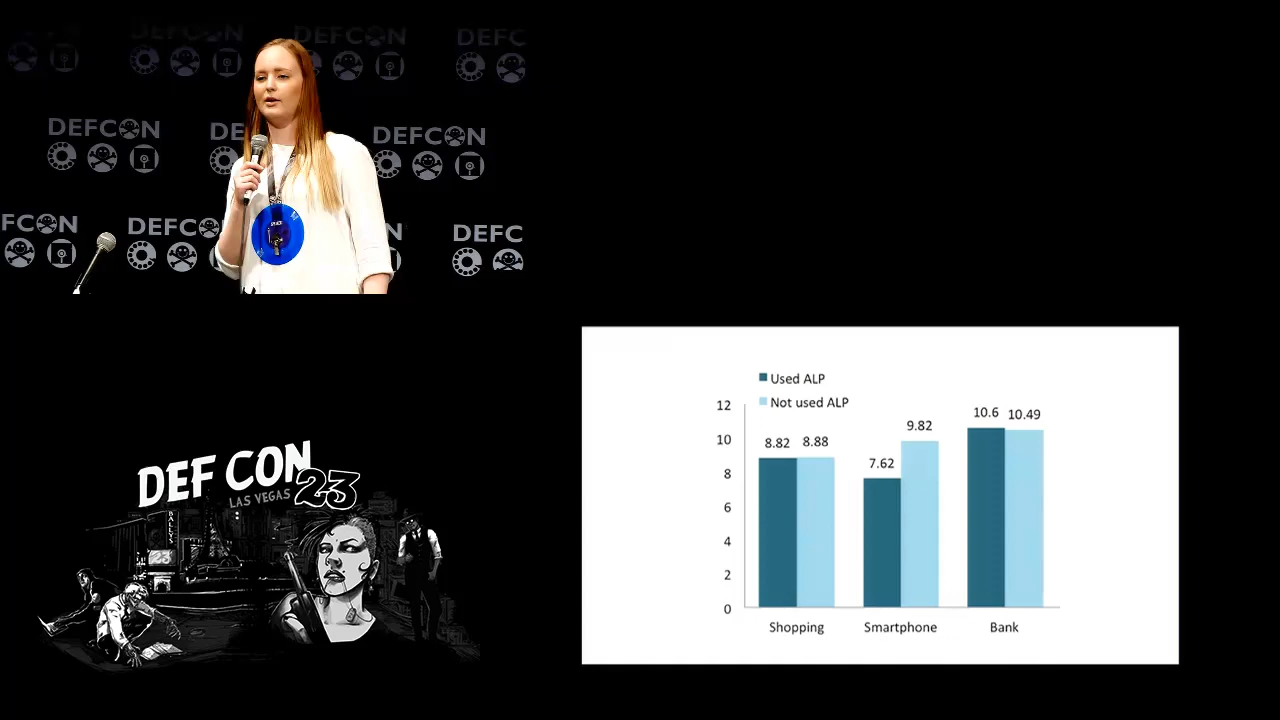 DEFCON DEFCON DEFC
DEFCON DE DEFCON
FCON DEFCON N DEFC
DEF CON 23
LAS VEGAS
BALLYS
Used ALP
Not used ALP
12
10
8
6
4
2
0
8.82 8.88
7.62 9.82
10.6 10.49
Shopping Smartphone Bank